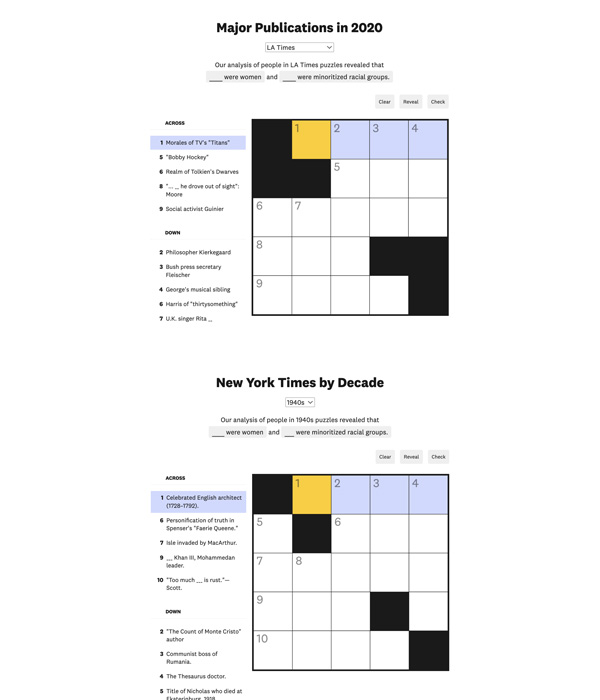 Major Publications in 2020
LA Times
Our analysis of people in LA Times puzzles revealed that
____ were women and ____ were minoritized racial groups.
Clear Reveal Check
ACROSS
1 Morales of TV's "Titans"
5 "Bobby Hockey"
6 Realm of Tolkien's Dwarves
8 "... __ he drove out of sight":
Moore
9 Social activist Guinier
DOWN
2 Philosopher Kierkegaard
3 Bush press secretary
Fleischer
4 George's musical sibling
6 Harris of "thirtysomething"
7 U.K. singer Rita __
1 2 3 4
5
6 7
8
9
New York Times by Decade
1940s
Our analysis of people in 1940s puzzles revealed that
____ were women and ___ were minoritized racial groups.
Clear Reveal Check
ACROSS
1 Celebrated English architect
(1728-1792).
6 Personification of truth in
Spenser's "Faerie Queene."
7 Isle invaded by MacArthur.
9 __ Khan III, Mohammedan
leader.
10 "Too much ___ is rust."—
Scott.
DOWN
2 "The Count of Monte Cristo"
author
3 Communist boss of
Rumania.
4 The Thesaurus doctor.
5 Title of Nicholas who died at
Ekaterinburg, 1918
1 2 3 4
5 6
7 8
9
10